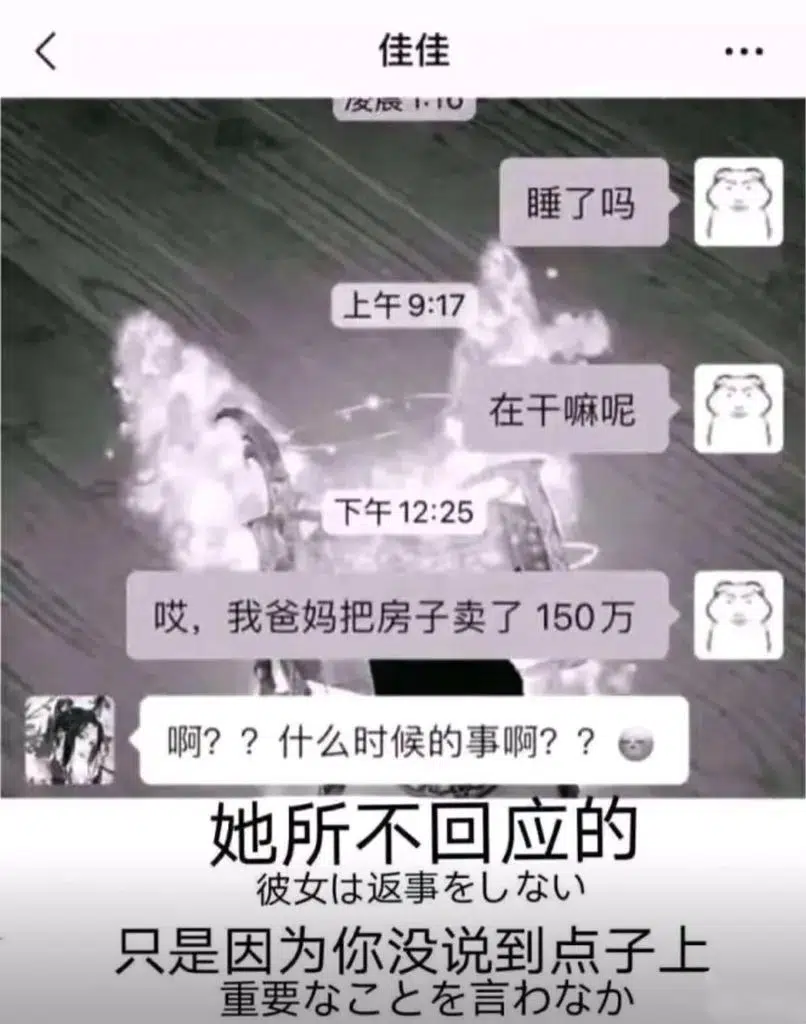 佳佳
凌晨 1:16
睡了吗
上午 9:17
在干嘛呢
下午 12:25
哎，我爸妈把房子卖了 150万
啊？？什么时候的事啊？？
她所不回应的
彼女は返事をしない
只是因为你没说到点子上
重要なことを言わなか